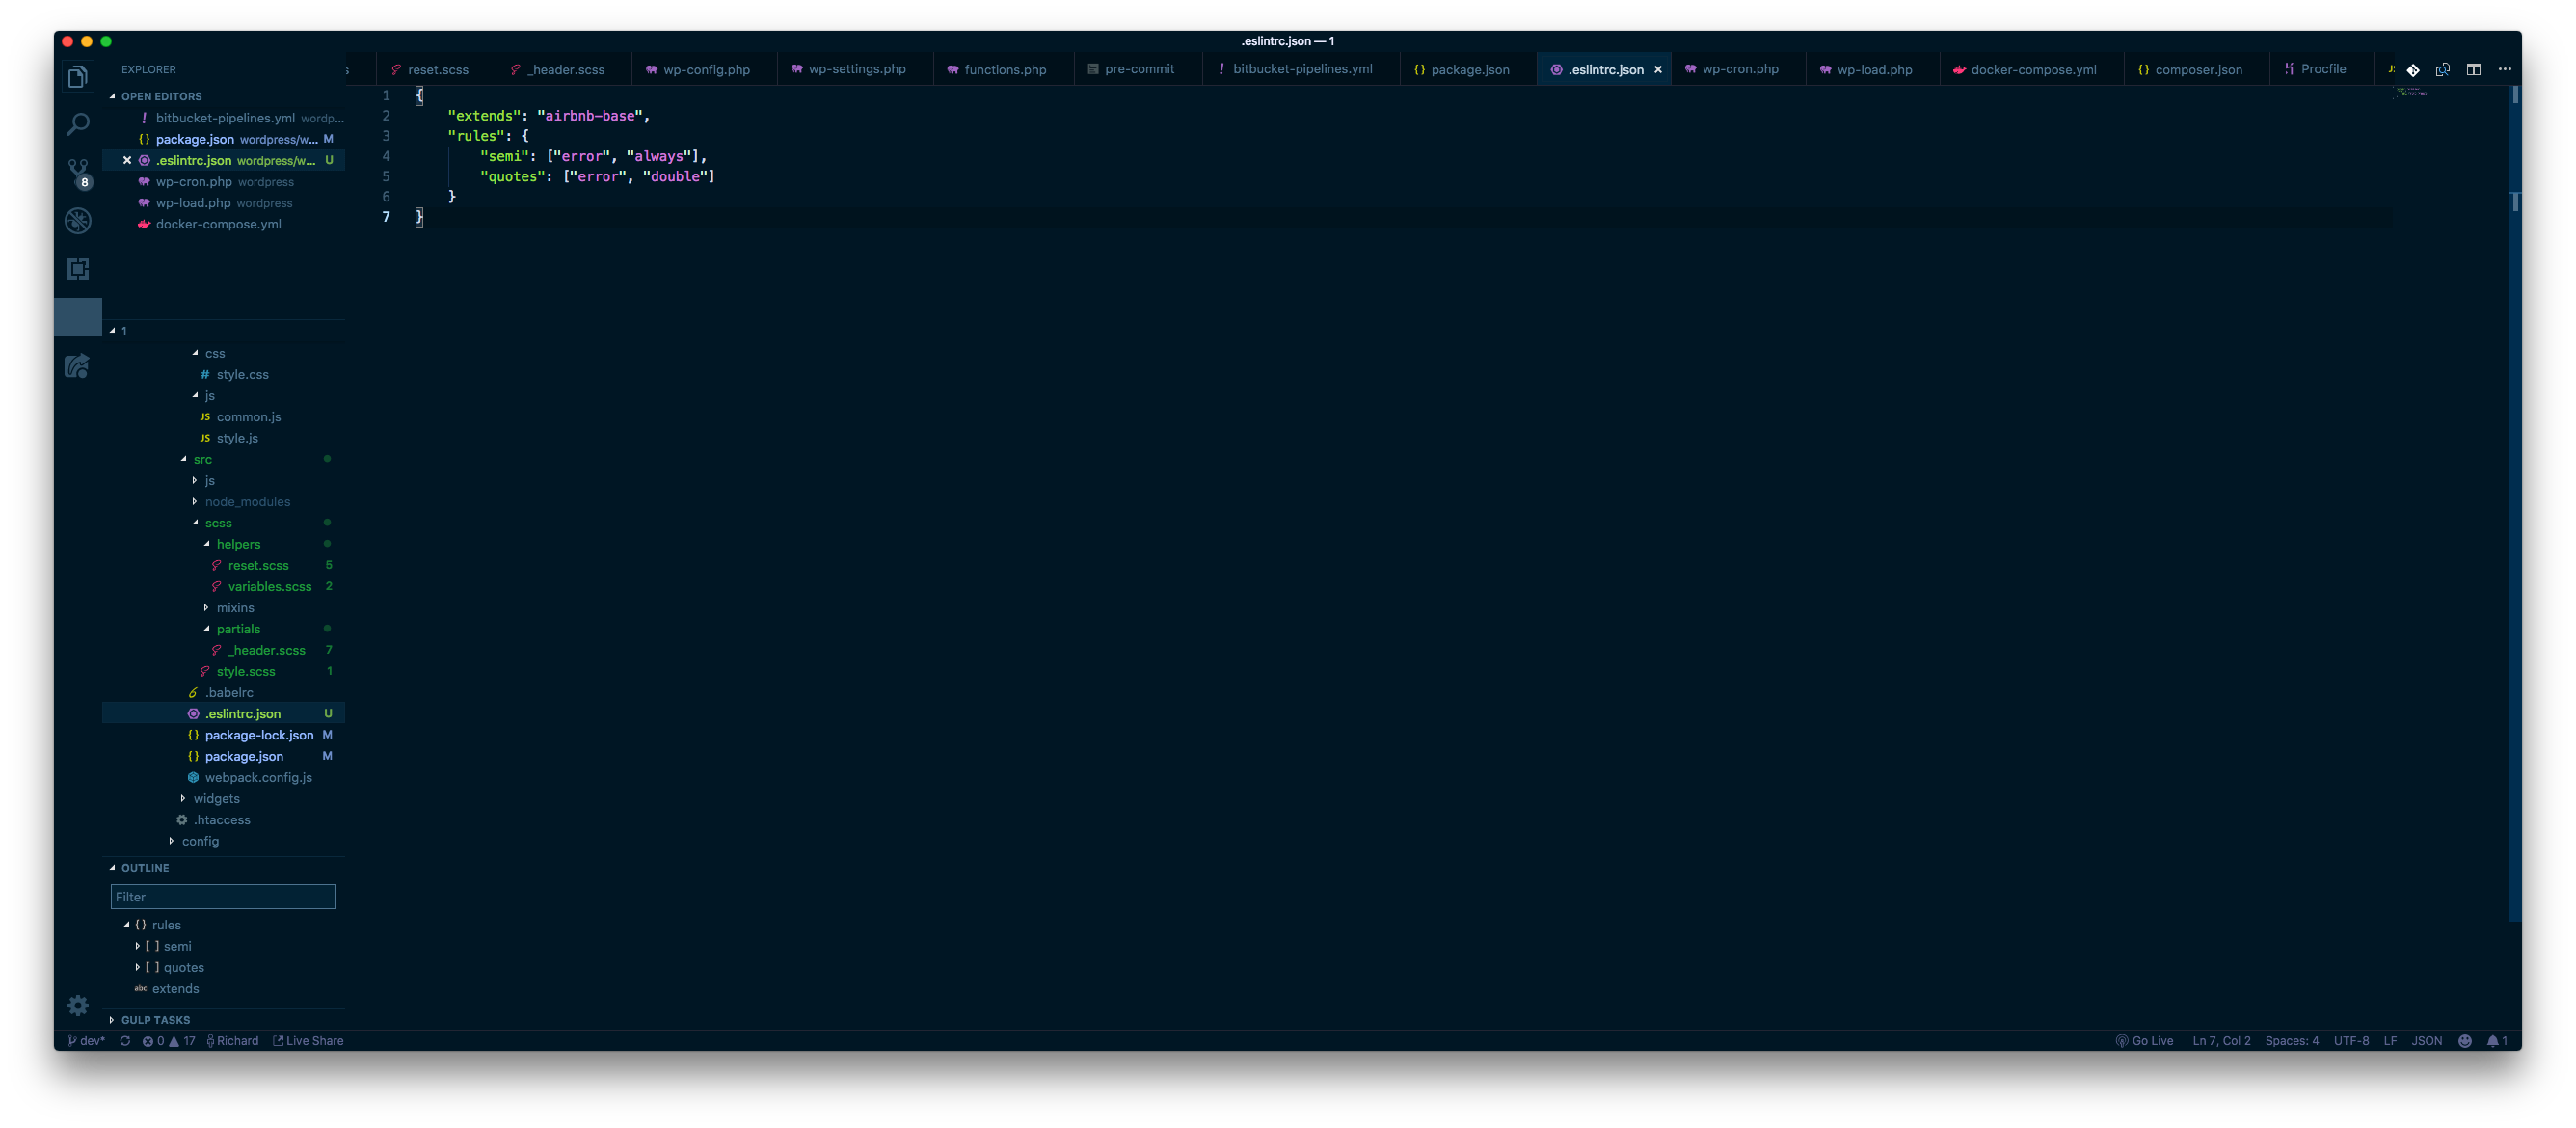 .eslintrc.json — 1
EXPLORER
OPEN EDITORS
! bitbucket-pipelines.yml wordp...
{} package.json wordpress/w... M
.eslintrc.json wordpress/w... U
wp-cron.php wordpress
wp-load.php wordpress
docker-compose.yml
8
1
css
# style.css
js
JS common.js
JS style.js
src
js
node_modules
scss
helpers
reset.scss 5
variables.scss 2
mixins
partials
_header.scss 7
style.scss 1
.babelrc
.eslintrc.json U
{} package-lock.json M
{} package.json M
webpack.config.js
widgets
.htaccess
config
OUTLINE
Filter
{} rules
[ ] semi
[ ] quotes
abc extends
GULP TASKS
s reset.scss _header.scss wp-config.php wp-settings.php functions.php pre-commit ! bitbucket-pipelines.yml {} package.json .eslintrc.json × wp-cron.php wp-load.php docker-compose.yml {} composer.json Procfile JS
1 {
2 "extends": "airbnb-base",
3 "rules": {
4 "semi": ["error", "always"],
5 "quotes": ["error", "double"]
6 }
7 }
dev* 0 17 Richard Live Share Go Live Ln 7, Col 2 Spaces: 4 UTF-8 LF JSON 1